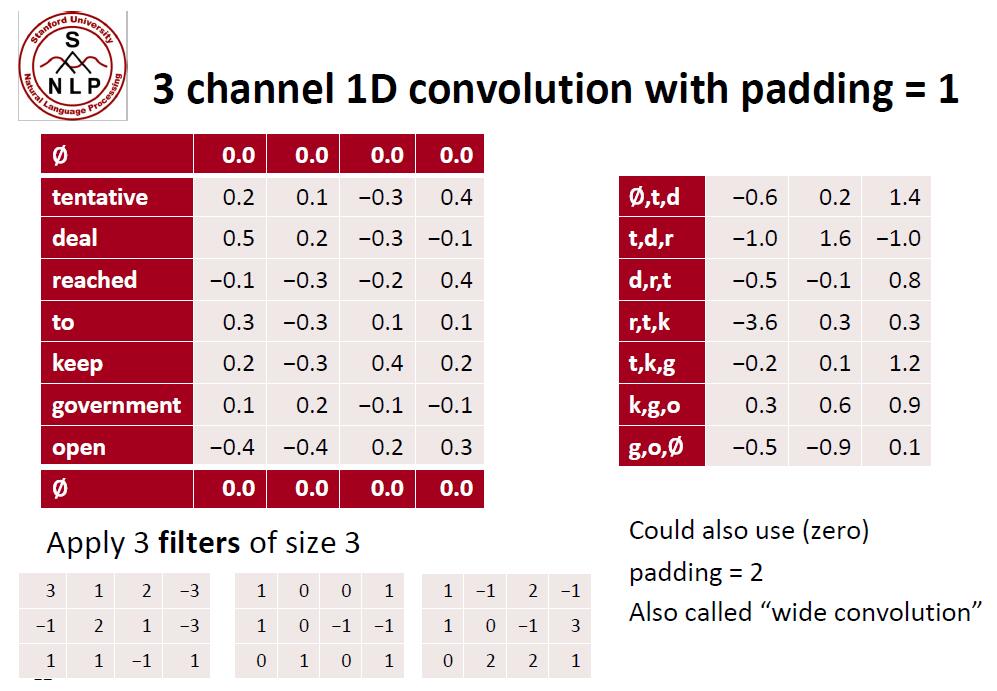 Stanford University
S
NLP
Natural Language Processing
3 channel 1D convolution with padding = 1
Ø 0.0 0.0 0.0 0.0
tentative 0.2 0.1 −0.3 0.4
deal 0.5 0.2 −0.3 −0.1
reached −0.1 −0.3 −0.2 0.4
to 0.3 −0.3 0.1 0.1
keep 0.2 −0.3 0.4 0.2
government 0.1 0.2 −0.1 −0.1
open −0.4 −0.4 0.2 0.3
Ø 0.0 0.0 0.0 0.0
Ø,t,d −0.6 0.2 1.4
t,d,r −1.0 1.6 −1.0
d,r,t −0.5 −0.1 0.8
r,t,k −3.6 0.3 0.3
t,k,g −0.2 0.1 1.2
k,g,o 0.3 0.6 0.9
g,o,Ø −0.5 −0.9 0.1
Apply 3 filters of size 3
3 1 2 −3
−1 2 1 −3
1 1 −1 1
1 0 0 1
1 0 −1 −1
0 1 0 1
1 −1 2 −1
1 0 −1 3
0 2 2 1
Could also use (zero)
padding = 2
Also called “wide convolution”